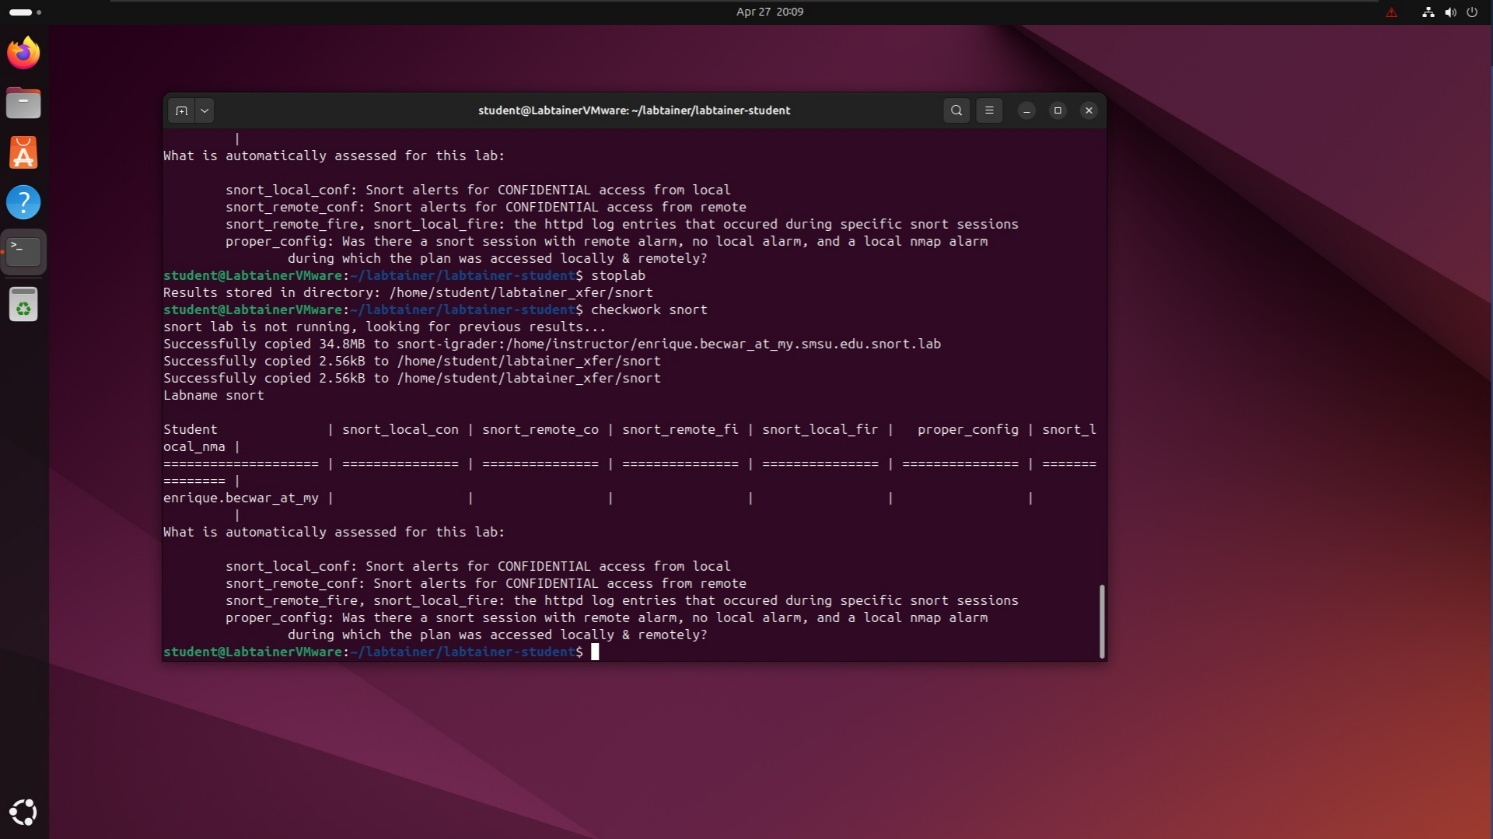 Apr 27 20:09
student@LabtainerVMware: ~/labtainer/labtainer-student
|
What is automatically assessed for this lab:
snort_local_conf: Snort alerts for CONFIDENTIAL access from local
snort_remote_conf: Snort alerts for CONFIDENTIAL access from remote
snort_remote_fire, snort_local_fire: the httpd log entries that occured during specific snort sessions
proper_config: Was there a snort session with remote alarm, no local alarm, and a local nmap alarm
during which the plan was accessed locally & remotely?
student@LabtainerVMware:~/labtainer/labtainer-student$ stoplab
Results stored in directory: /home/student/labtainer_xfer/snort
student@LabtainerVMware:~/labtainer/labtainer-student$ checkwork snort
snort lab is not running, looking for previous results...
Successfully copied 34.8MB to snort-igrader:/home/instructor/enrique.becwar_at_my.smsu.edu.snort.lab
Successfully copied 2.56kB to /home/student/labtainer_xfer/snort
Successfully copied 2.56kB to /home/student/labtainer_xfer/snort
Labname snort
Student | snort_local_con | snort_remote_co | snort_remote_fi | snort_local_fir | proper_config | snort_l
ocal_nma |
==================== | =============== | =============== | =============== | =============== | =============== | =======
======== |
enrique.becwar_at_my | | | | | |
|
What is automatically assessed for this lab:
snort_local_conf: Snort alerts for CONFIDENTIAL access from local
snort_remote_conf: Snort alerts for CONFIDENTIAL access from remote
snort_remote_fire, snort_local_fire: the httpd log entries that occured during specific snort sessions
proper_config: Was there a snort session with remote alarm, no local alarm, and a local nmap alarm
during which the plan was accessed locally & remotely?
student@LabtainerVMware:~/labtainer/labtainer-student$